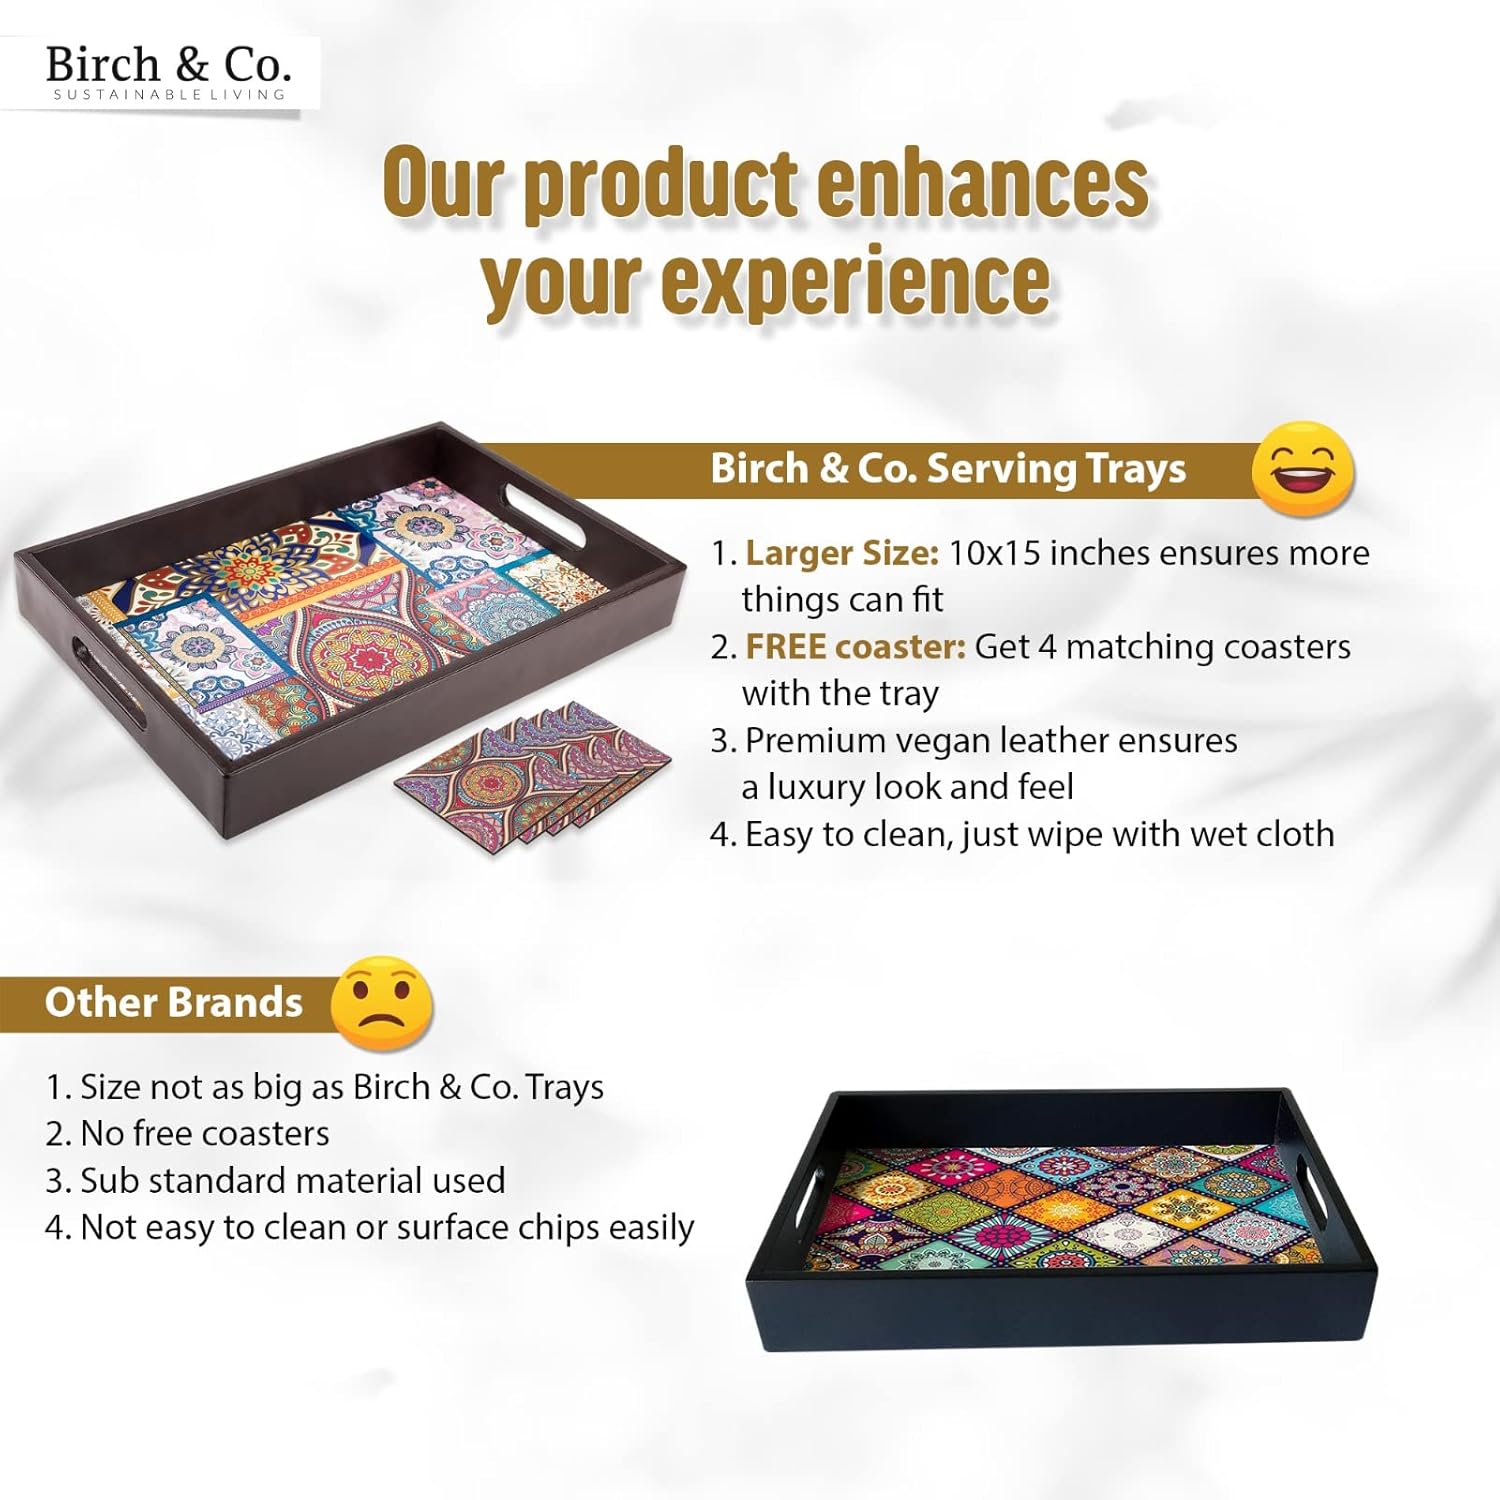 Birch & Co.
SUSTAINABLE LIVING
Our product enhances
your experience
Birch & Co. Serving Trays
1. Larger Size: 10x15 inches ensures more
things can fit
2. FREE coaster: Get 4 matching coasters
with the tray
3. Premium vegan leather ensures
a luxury look and feel
4. Easy to clean, just wipe with wet cloth
Other Brands
1. Size not as big as Birch & Co. Trays
2. No free coasters
3. Sub standard material used
4. Not easy to clean or surface chips easily